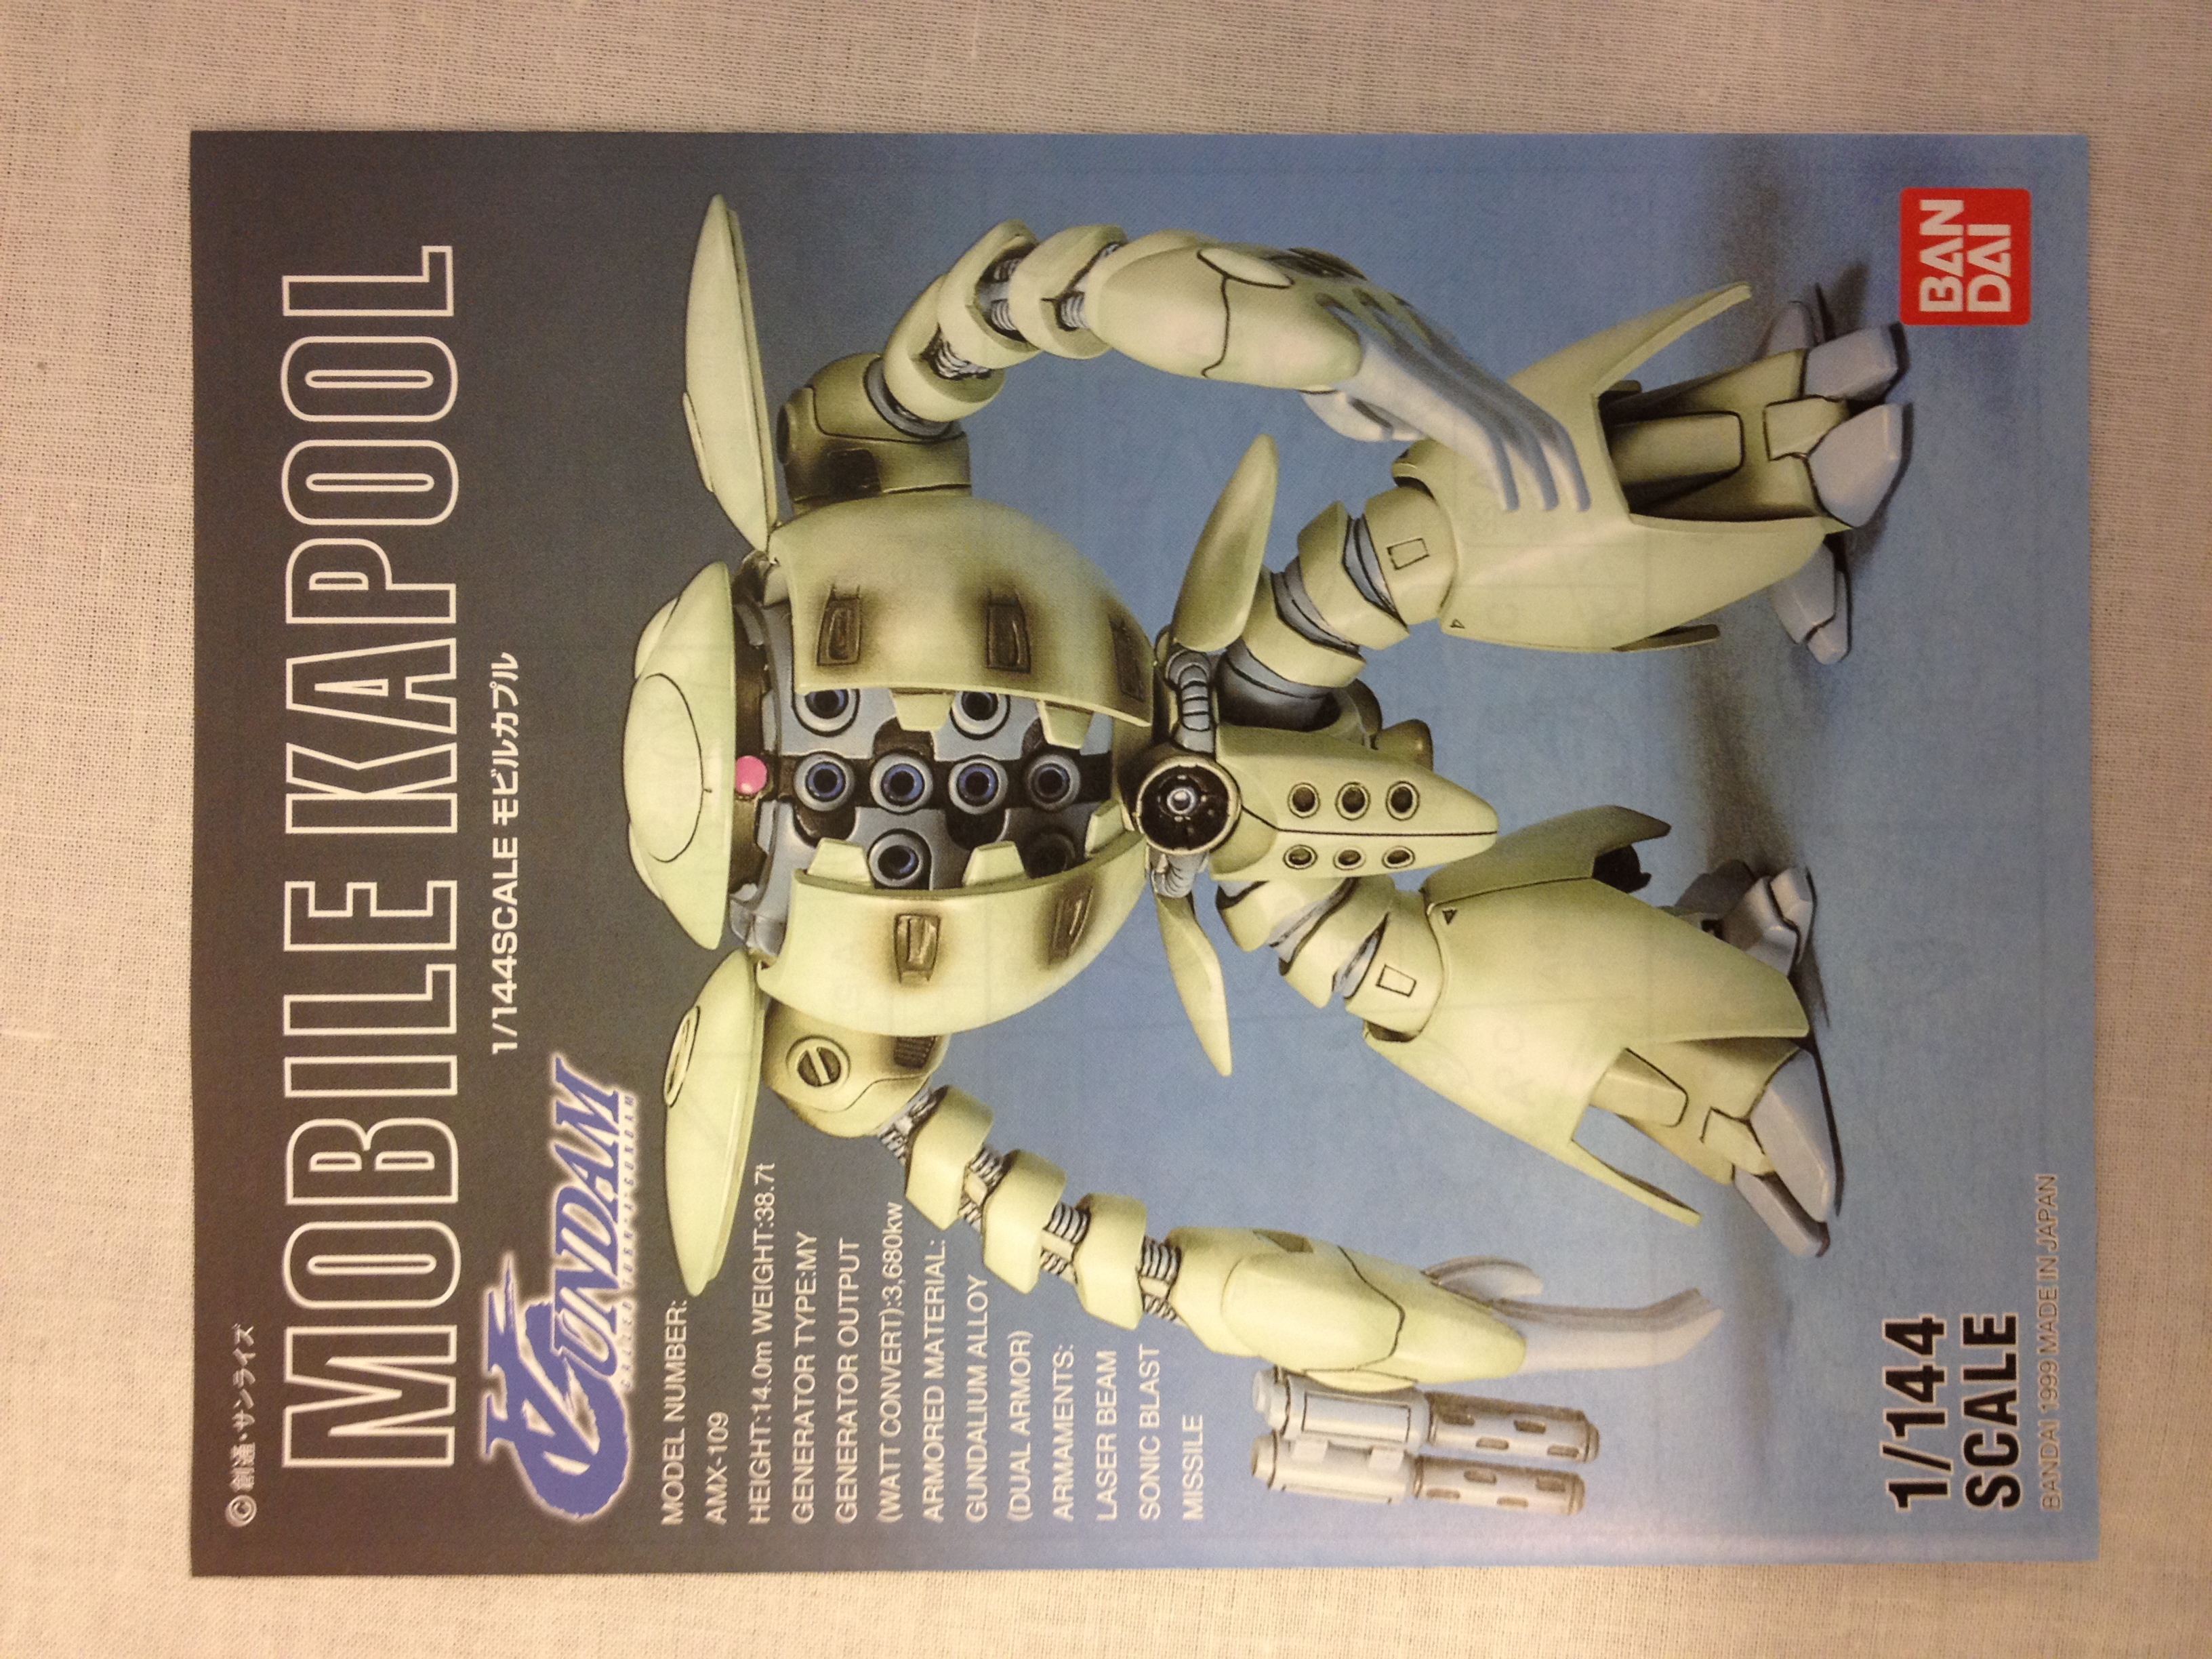 ©創通・サンライズ
MOBILE KAPOOL
1/144SCALE モビルカプル
∀GUNDAM
CALLED TURN-A GUNDAM
MODEL NUMBER:
AMX-109
HEIGHT:14.0m WEIGHT:38.7t
GENERATOR TYPE:MY
GENERATOR OUTPUT
(WATT CONVERT):3,680kw
ARMORED MATERIAL:
GUNDALIUM ALLOY
(DUAL ARMOR)
ARMAMENTS:
LASER BEAM
SONIC BLAST
MISSILE
1/144
SCALE
BANDAI 1999 MADE IN JAPAN
BAN
DAI